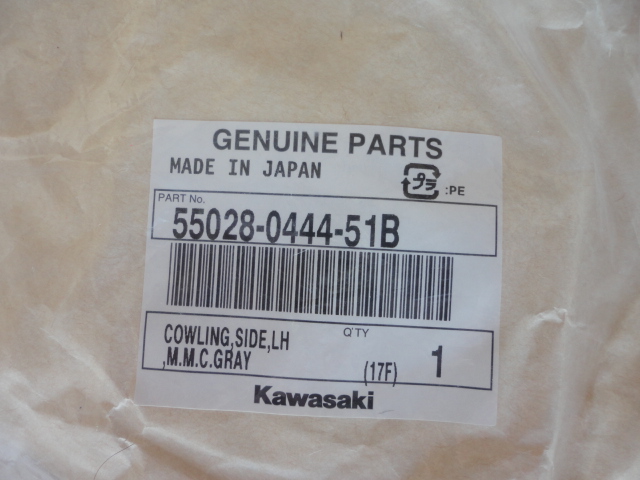 GENUINE PARTS
MADE IN JAPAN
プラ :PE
PART No.
55028-0444-51B
COWLING,SIDE,LH
,M.M.C.GRAY
Q'TY
(17F)
1
Kawasaki